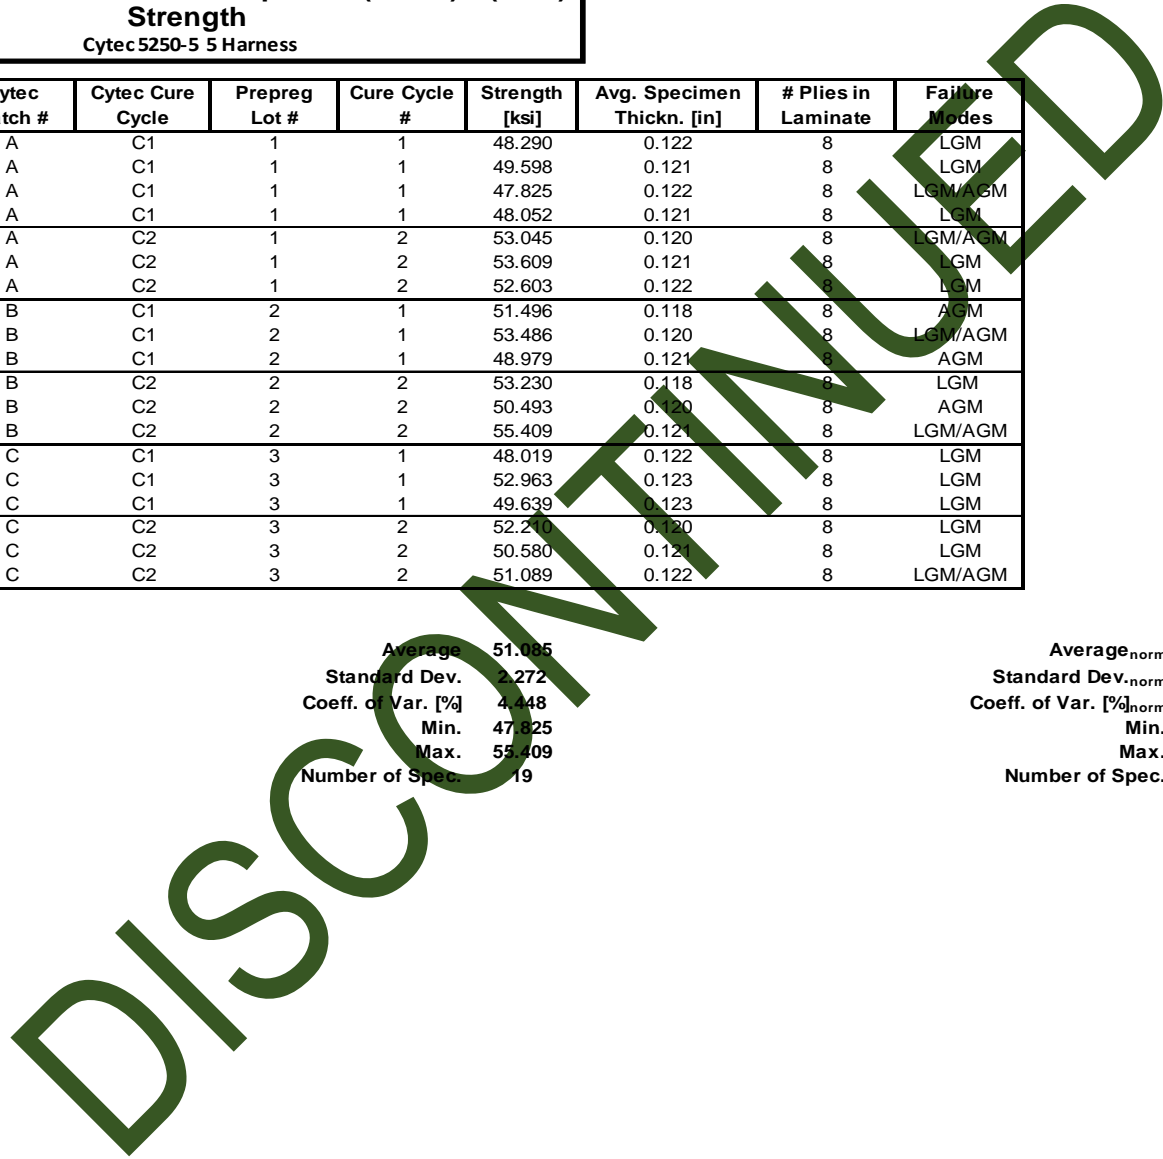 Strength
Cytec 5250-5 5 Harness
Cytec Cure Prepreg Cure Cycle Strength Avg. Specimen # Plies in Failure
Cycle Lot # # [ksi] Thickn. [in] Laminate Modes
A C1 1 1 48.290 0.122 8 LGM
A C1 1 1 49.598 0.121 8 LGM
A C1 1 1 47.825 0.122 8 LGM/AGM
A C1 1 1 48.052 0.121 8 LGM
A C2 1 2 53.045 0.120 8 LGM/AGM
A C2 1 2 53.609 0.121 8 LGM
A C2 1 2 52.603 0.122 8 LGM
B C1 2 1 51.496 0.118 8 AGM
B C1 2 1 53.486 0.120 8 LGM/AGM
B C1 2 1 48.979 0.121 8 AGM
B C2 2 2 53.230 0.118 8 LGM
B C2 2 2 50.493 0.120 8 AGM
B C2 2 2 55.409 0.121 8 LGM/AGM
C C1 3 1 48.019 0.122 8 LGM
C C1 3 1 52.963 0.123 8 LGM
C C1 3 1 49.639 0.123 8 LGM
C C2 3 2 52.210 0.120 8 LGM
C C2 3 2 50.580 0.121 8 LGM
C C2 3 2 51.089 0.122 8 LGM/AGM
Average 51.085 Average norm
Standard Dev. 2.272 Standard Dev. norm
Coeff. of Var. [%] 4.448 Coeff. of Var. [%] norm
Min. 47.825 Min.
Max. 55.409 Max.
Number of Spec. 19 Number of Spec.
DISCONTINUED